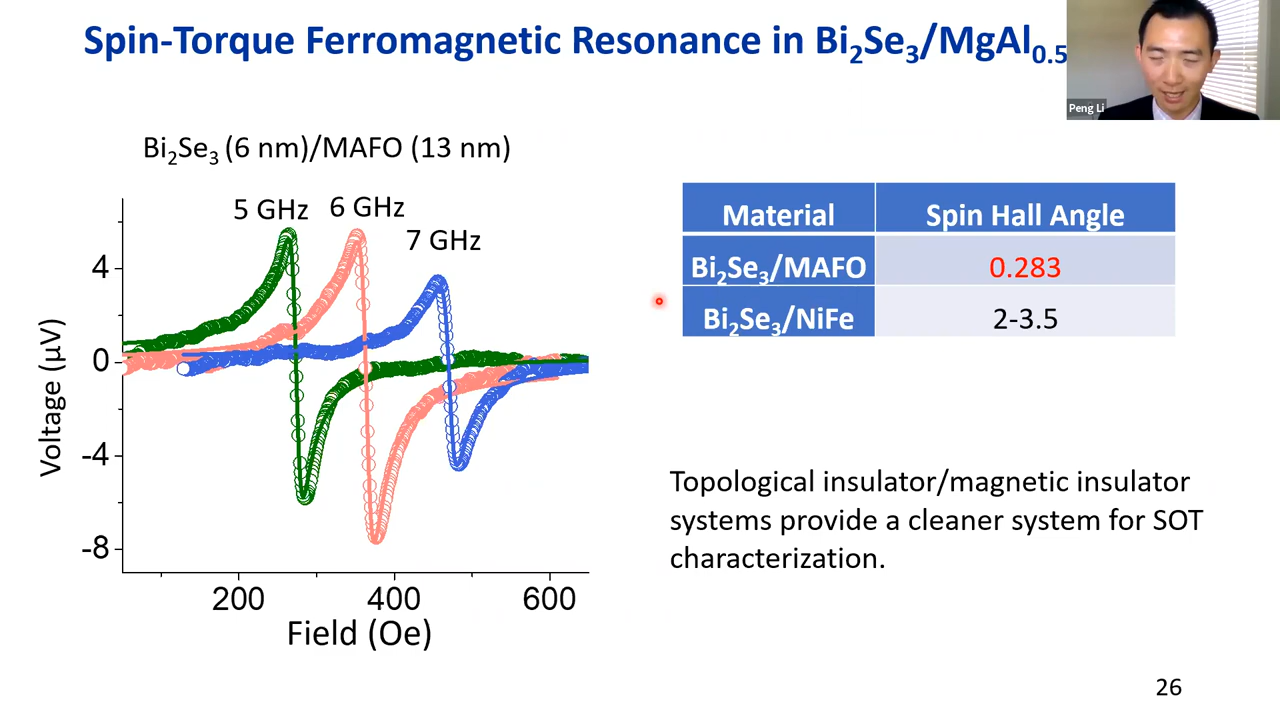 Spin-Torque Ferromagnetic Resonance in Bi₂Se₃/MgAl₀.₅
Peng Li
Bi₂Se₃ (6 nm)/MAFO (13 nm)
5 GHz
6 GHz
7 GHz
4
0
-4
-8
Voltage (μV)
200
400
600
Field (Oe)
Material
Spin Hall Angle
Bi₂Se₃/MAFO
0.283
Bi₂Se₃/NiFe
2-3.5
Topological insulator/magnetic insulator
systems provide a cleaner system for SOT
characterization.
26